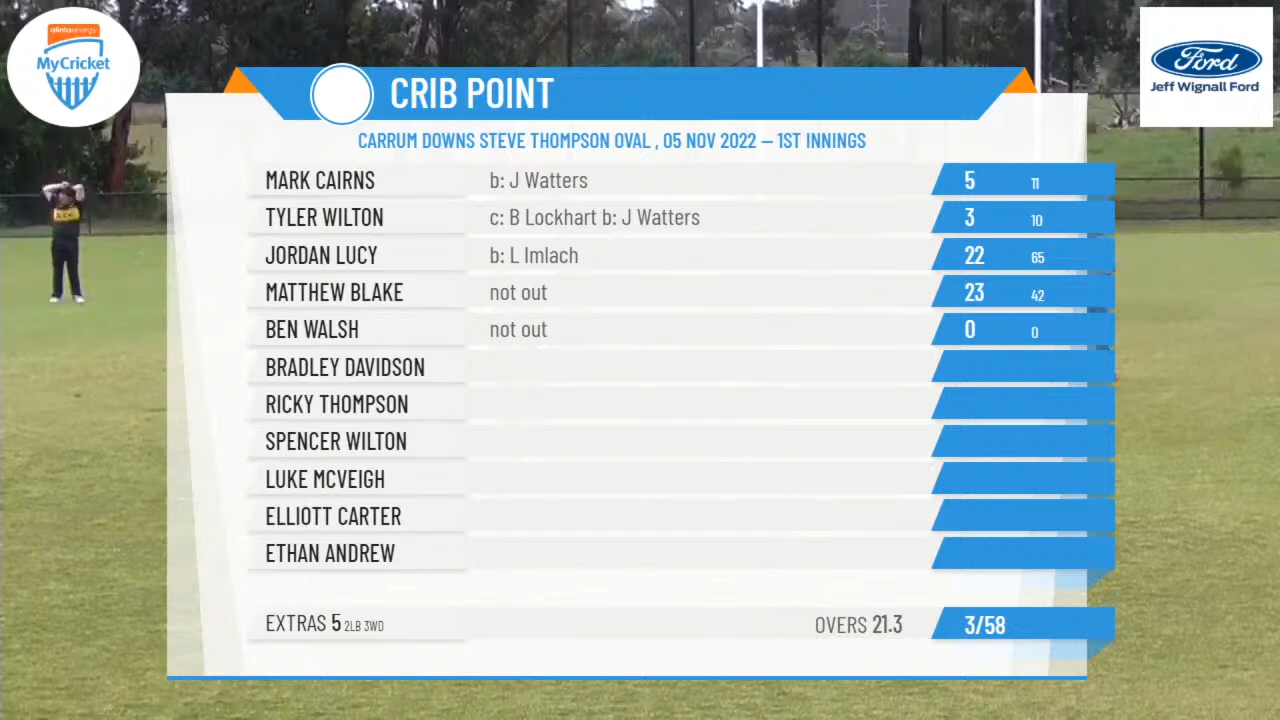 alintaenergy
MyCricket
Ford
Jeff Wignall Ford
CRIB POINT
CARRUM DOWNS STEVE THOMPSON OVAL , 05 NOV 2022 – 1ST INNINGS
MARK CAIRNS b: J Watters 5 11
TYLER WILTON c: B Lockhart b: J Watters 3 10
JORDAN LUCY b: L Imlach 22 65
MATTHEW BLAKE not out 23 42
BEN WALSH not out 0 0
BRADLEY DAVIDSON
RICKY THOMPSON
SPENCER WILTON
LUKE MCVEIGH
ELLIOTT CARTER
ETHAN ANDREW
EXTRAS 5 2LB 3WD OVERS 21.3 3/58